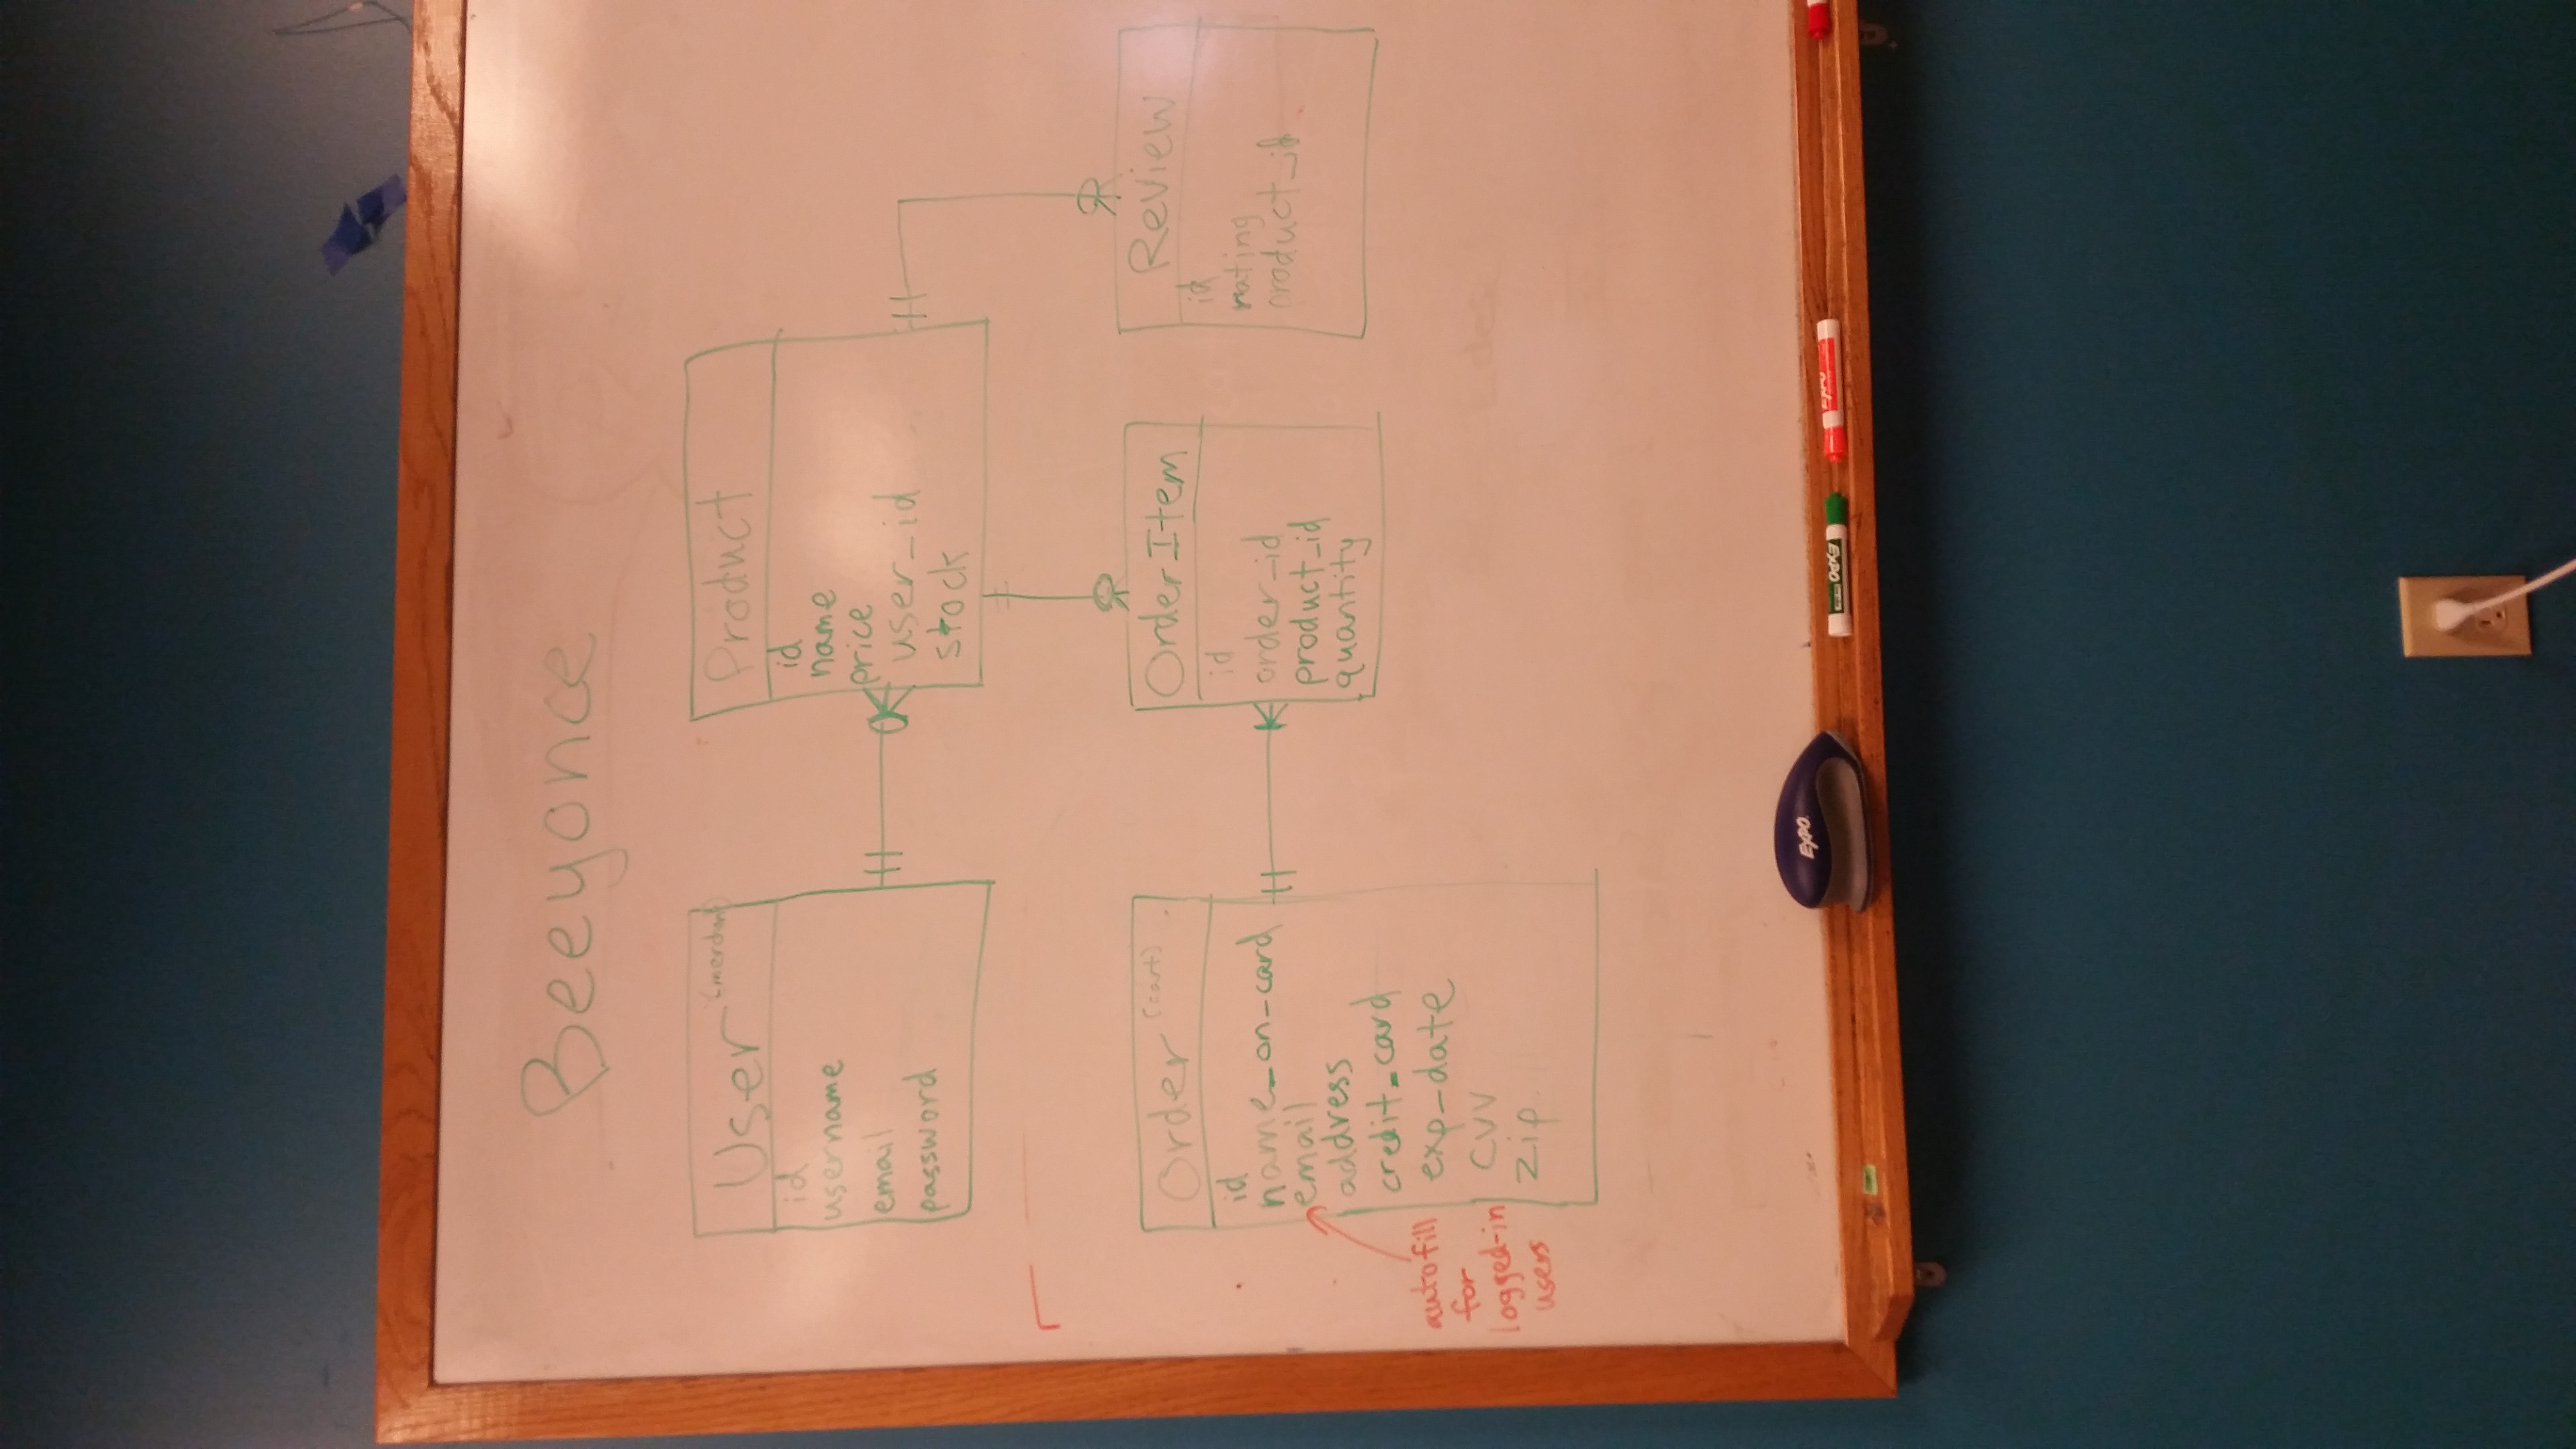 Beeyonce
User (merchant)
id
username
email
password
Product
id
name
price
user_id
stock
Order (cart)
id
name_on_card
email
address
credit_card
exp_date
CVV
Zip
autofill
for
logged-in
users
OrderItem
id
order_id
product_id
quantity
Review
id
rating
product_id
EXPO
EXPO
EXPO